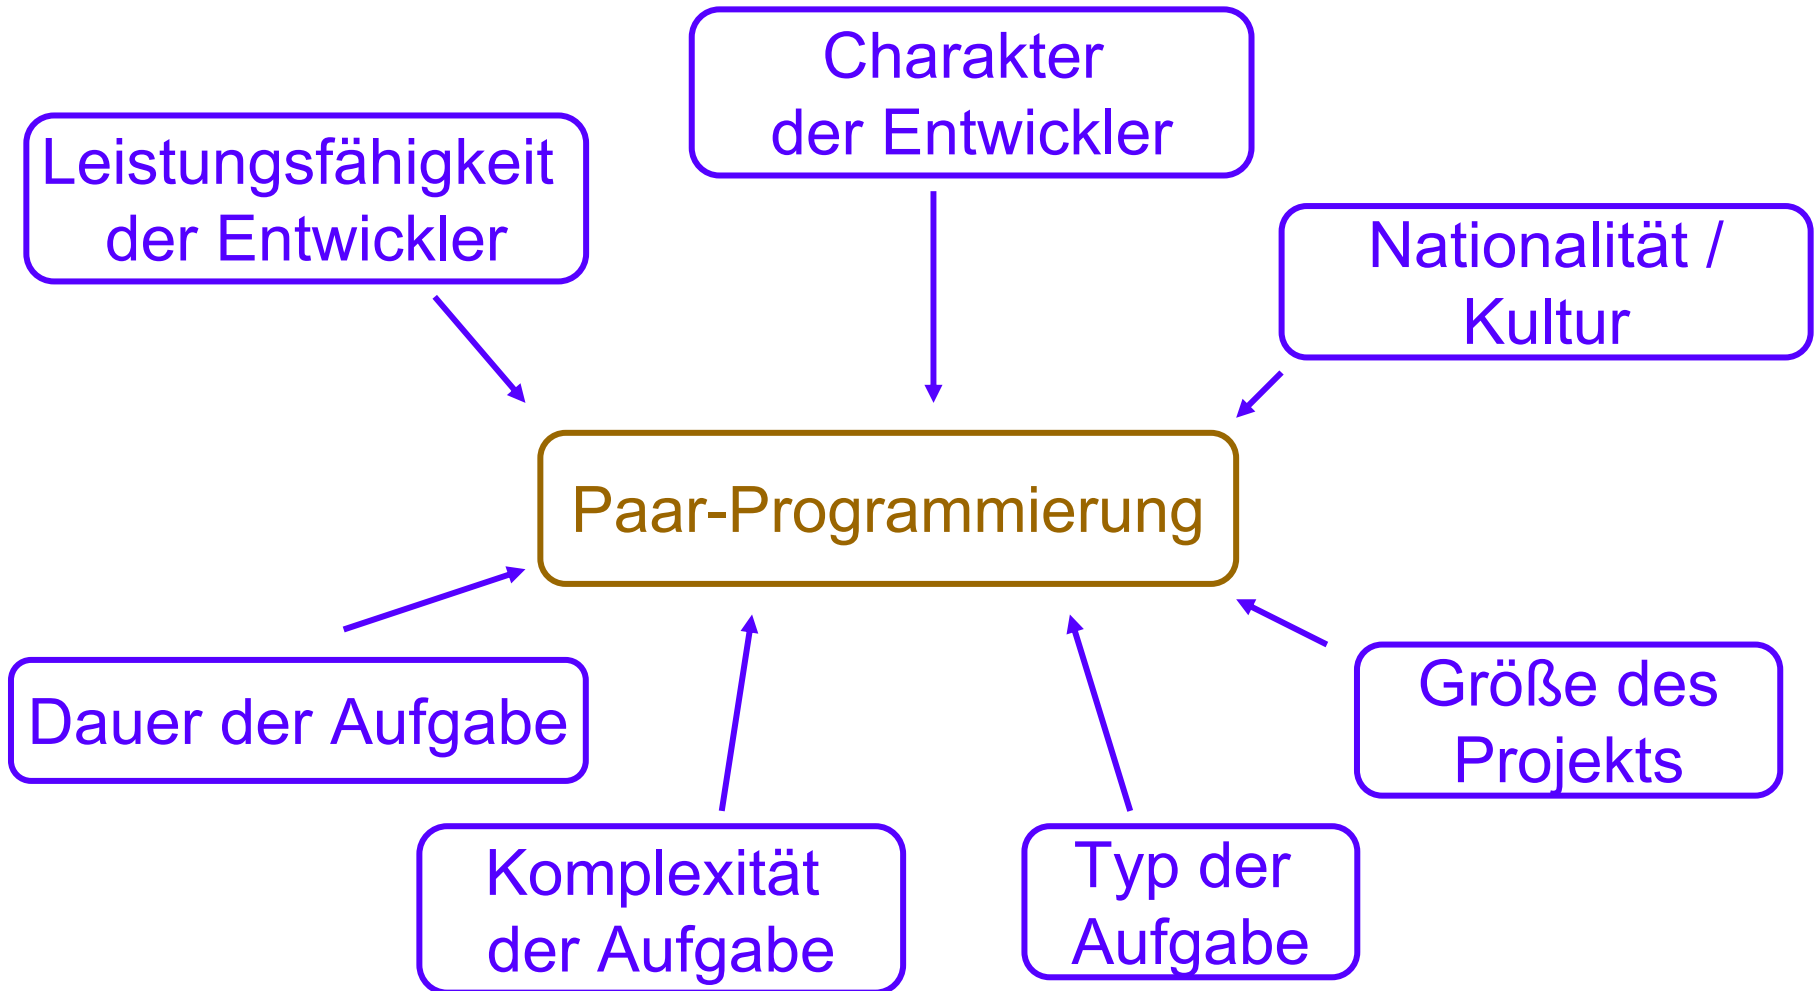 Charakter
der Entwickler
Leistungsfähigkeit
der Entwickler
Nationalität /
Kultur
Paar-Programmierung
Dauer der Aufgabe
Größe des
Projekts
Komplexität
der Aufgabe
Typ der
Aufgabe